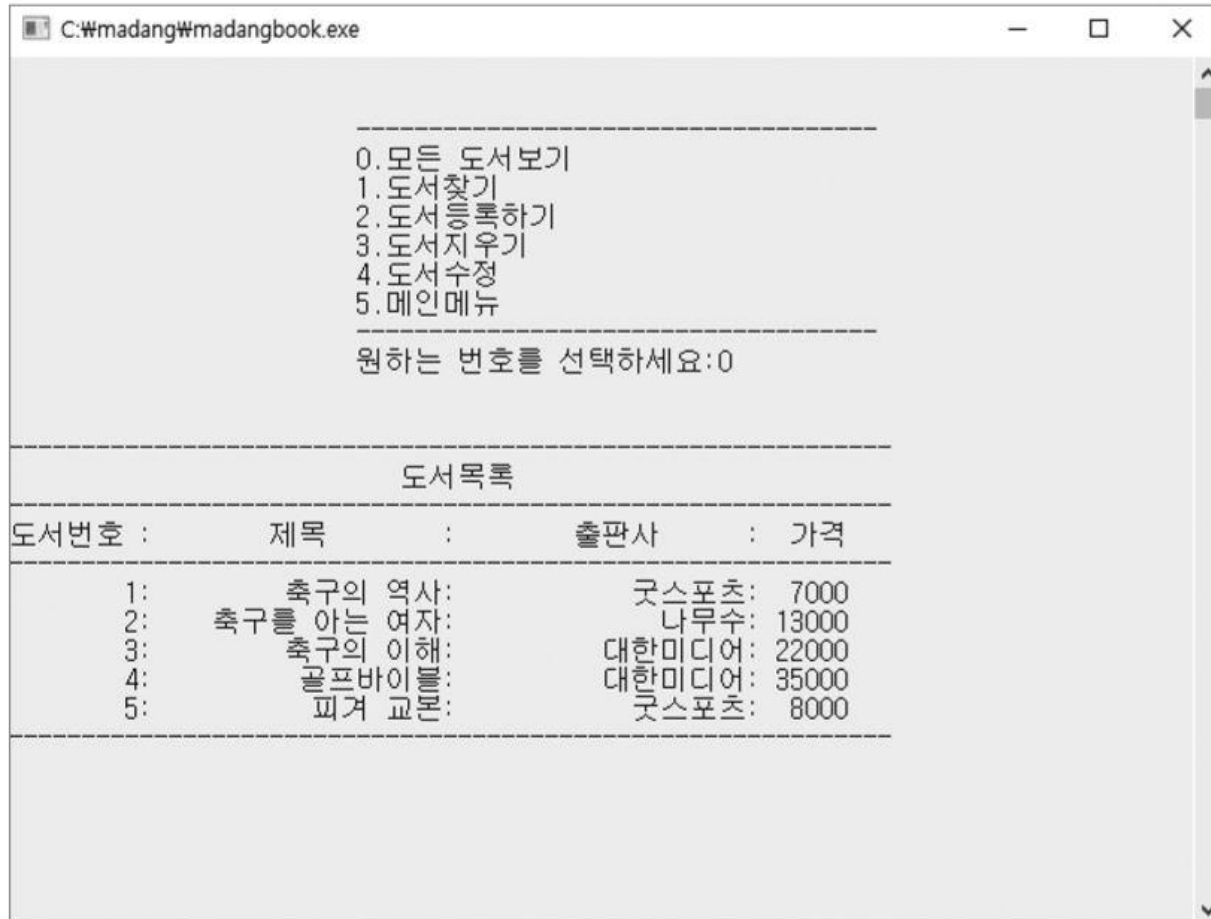 C:₩madang₩madangbook.exe
------------------------------------
0.모든 도서보기
1.도서찾기
2.도서등록하기
3.도서지우기
4.도서수정
5.메인메뉴
------------------------------------
원하는 번호를 선택하세요:0
-------------------------------------------------------------
도서목록
-------------------------------------------------------------
도서번호 : 제목 : 출판사 : 가격
-------------------------------------------------------------
1: 축구의 역사: 굿스포츠: 7000
2: 축구를 아는 여자: 나무수: 13000
3: 축구의 이해: 대한미디어: 22000
4: 골프바이블: 대한미디어: 35000
5: 피겨 교본: 굿스포츠: 8000
-------------------------------------------------------------